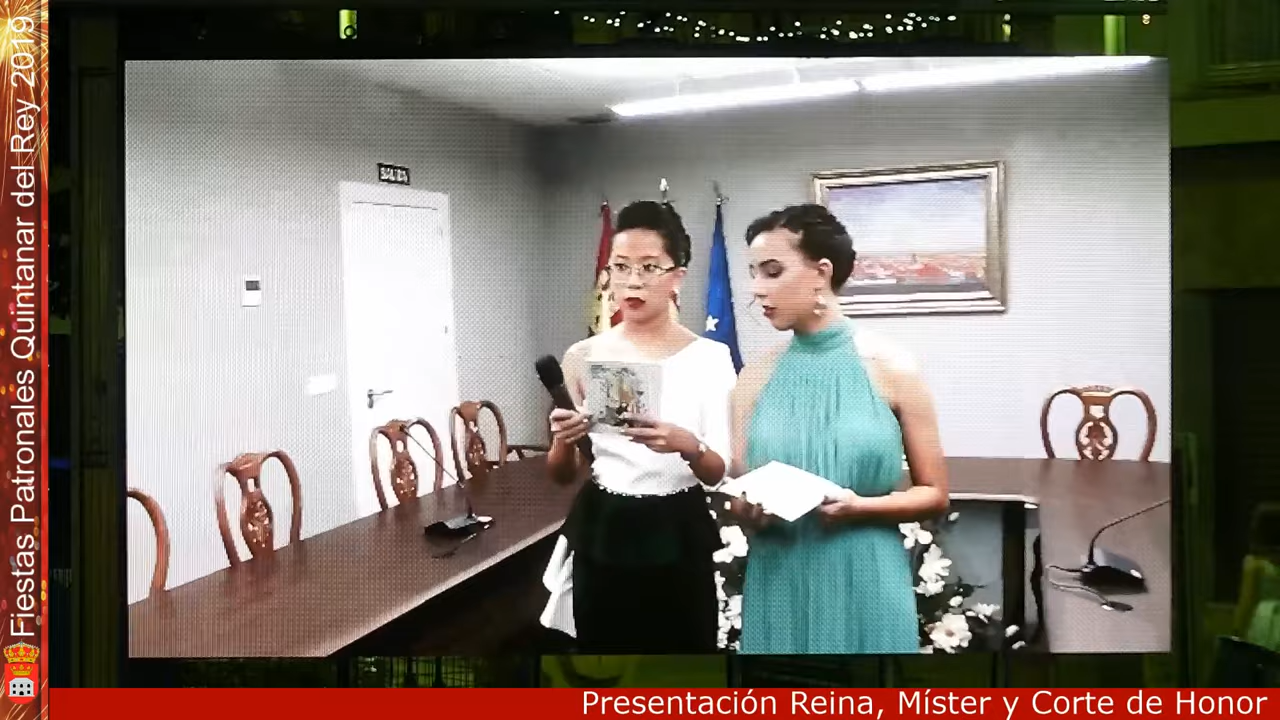 Fiestas Patronales Quintanar del Rey 2019
SALIDA
Presentación Reina, Míster y Corte de Honor